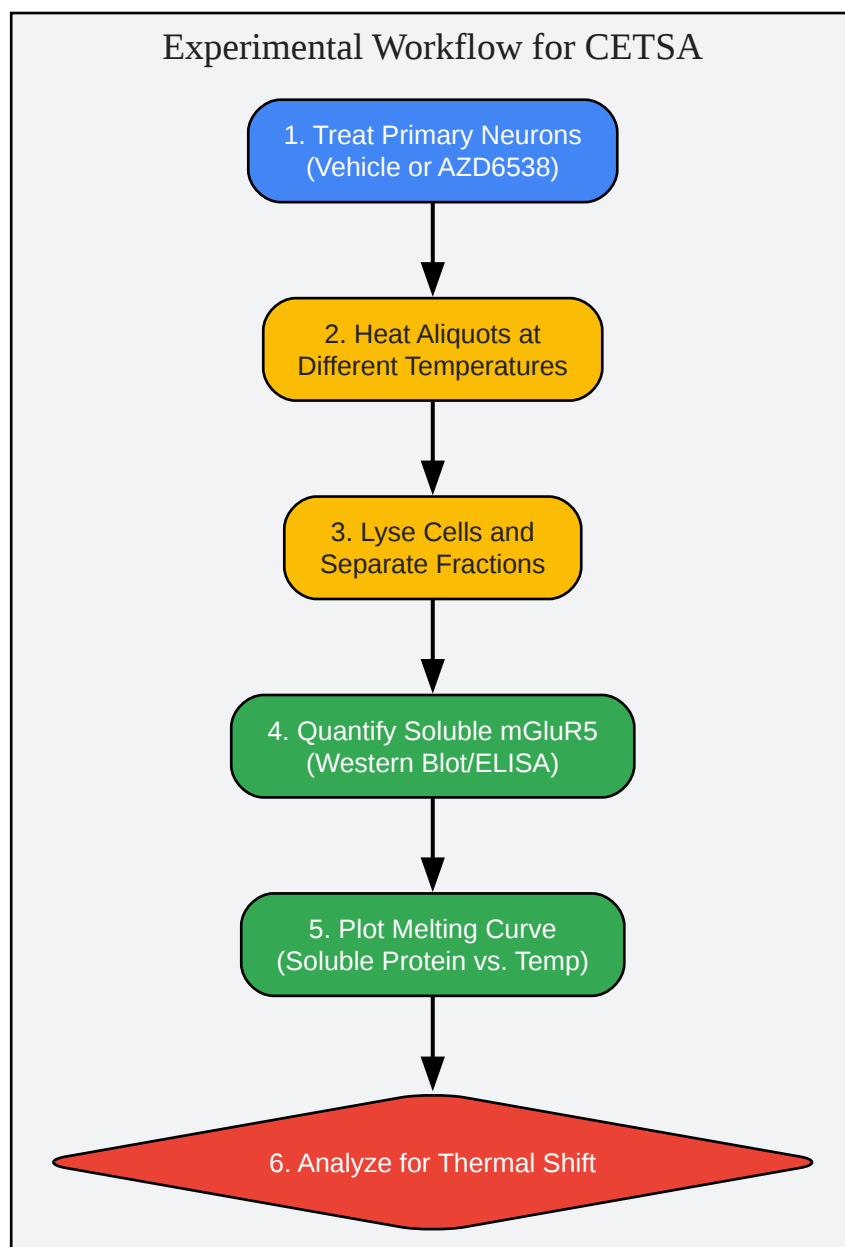 Experimental Workflow for CETSA
1. Treat Primary Neurons
(Vehicle or AZD6538)
2. Heat Aliquots at
Different Temperatures
3. Lyse Cells and
Separate Fractions
4. Quantify Soluble mGluR5
(Western Blot/ELISA)
5. Plot Melting Curve
(Soluble Protein vs. Temp)
6. Analyze for Thermal Shift